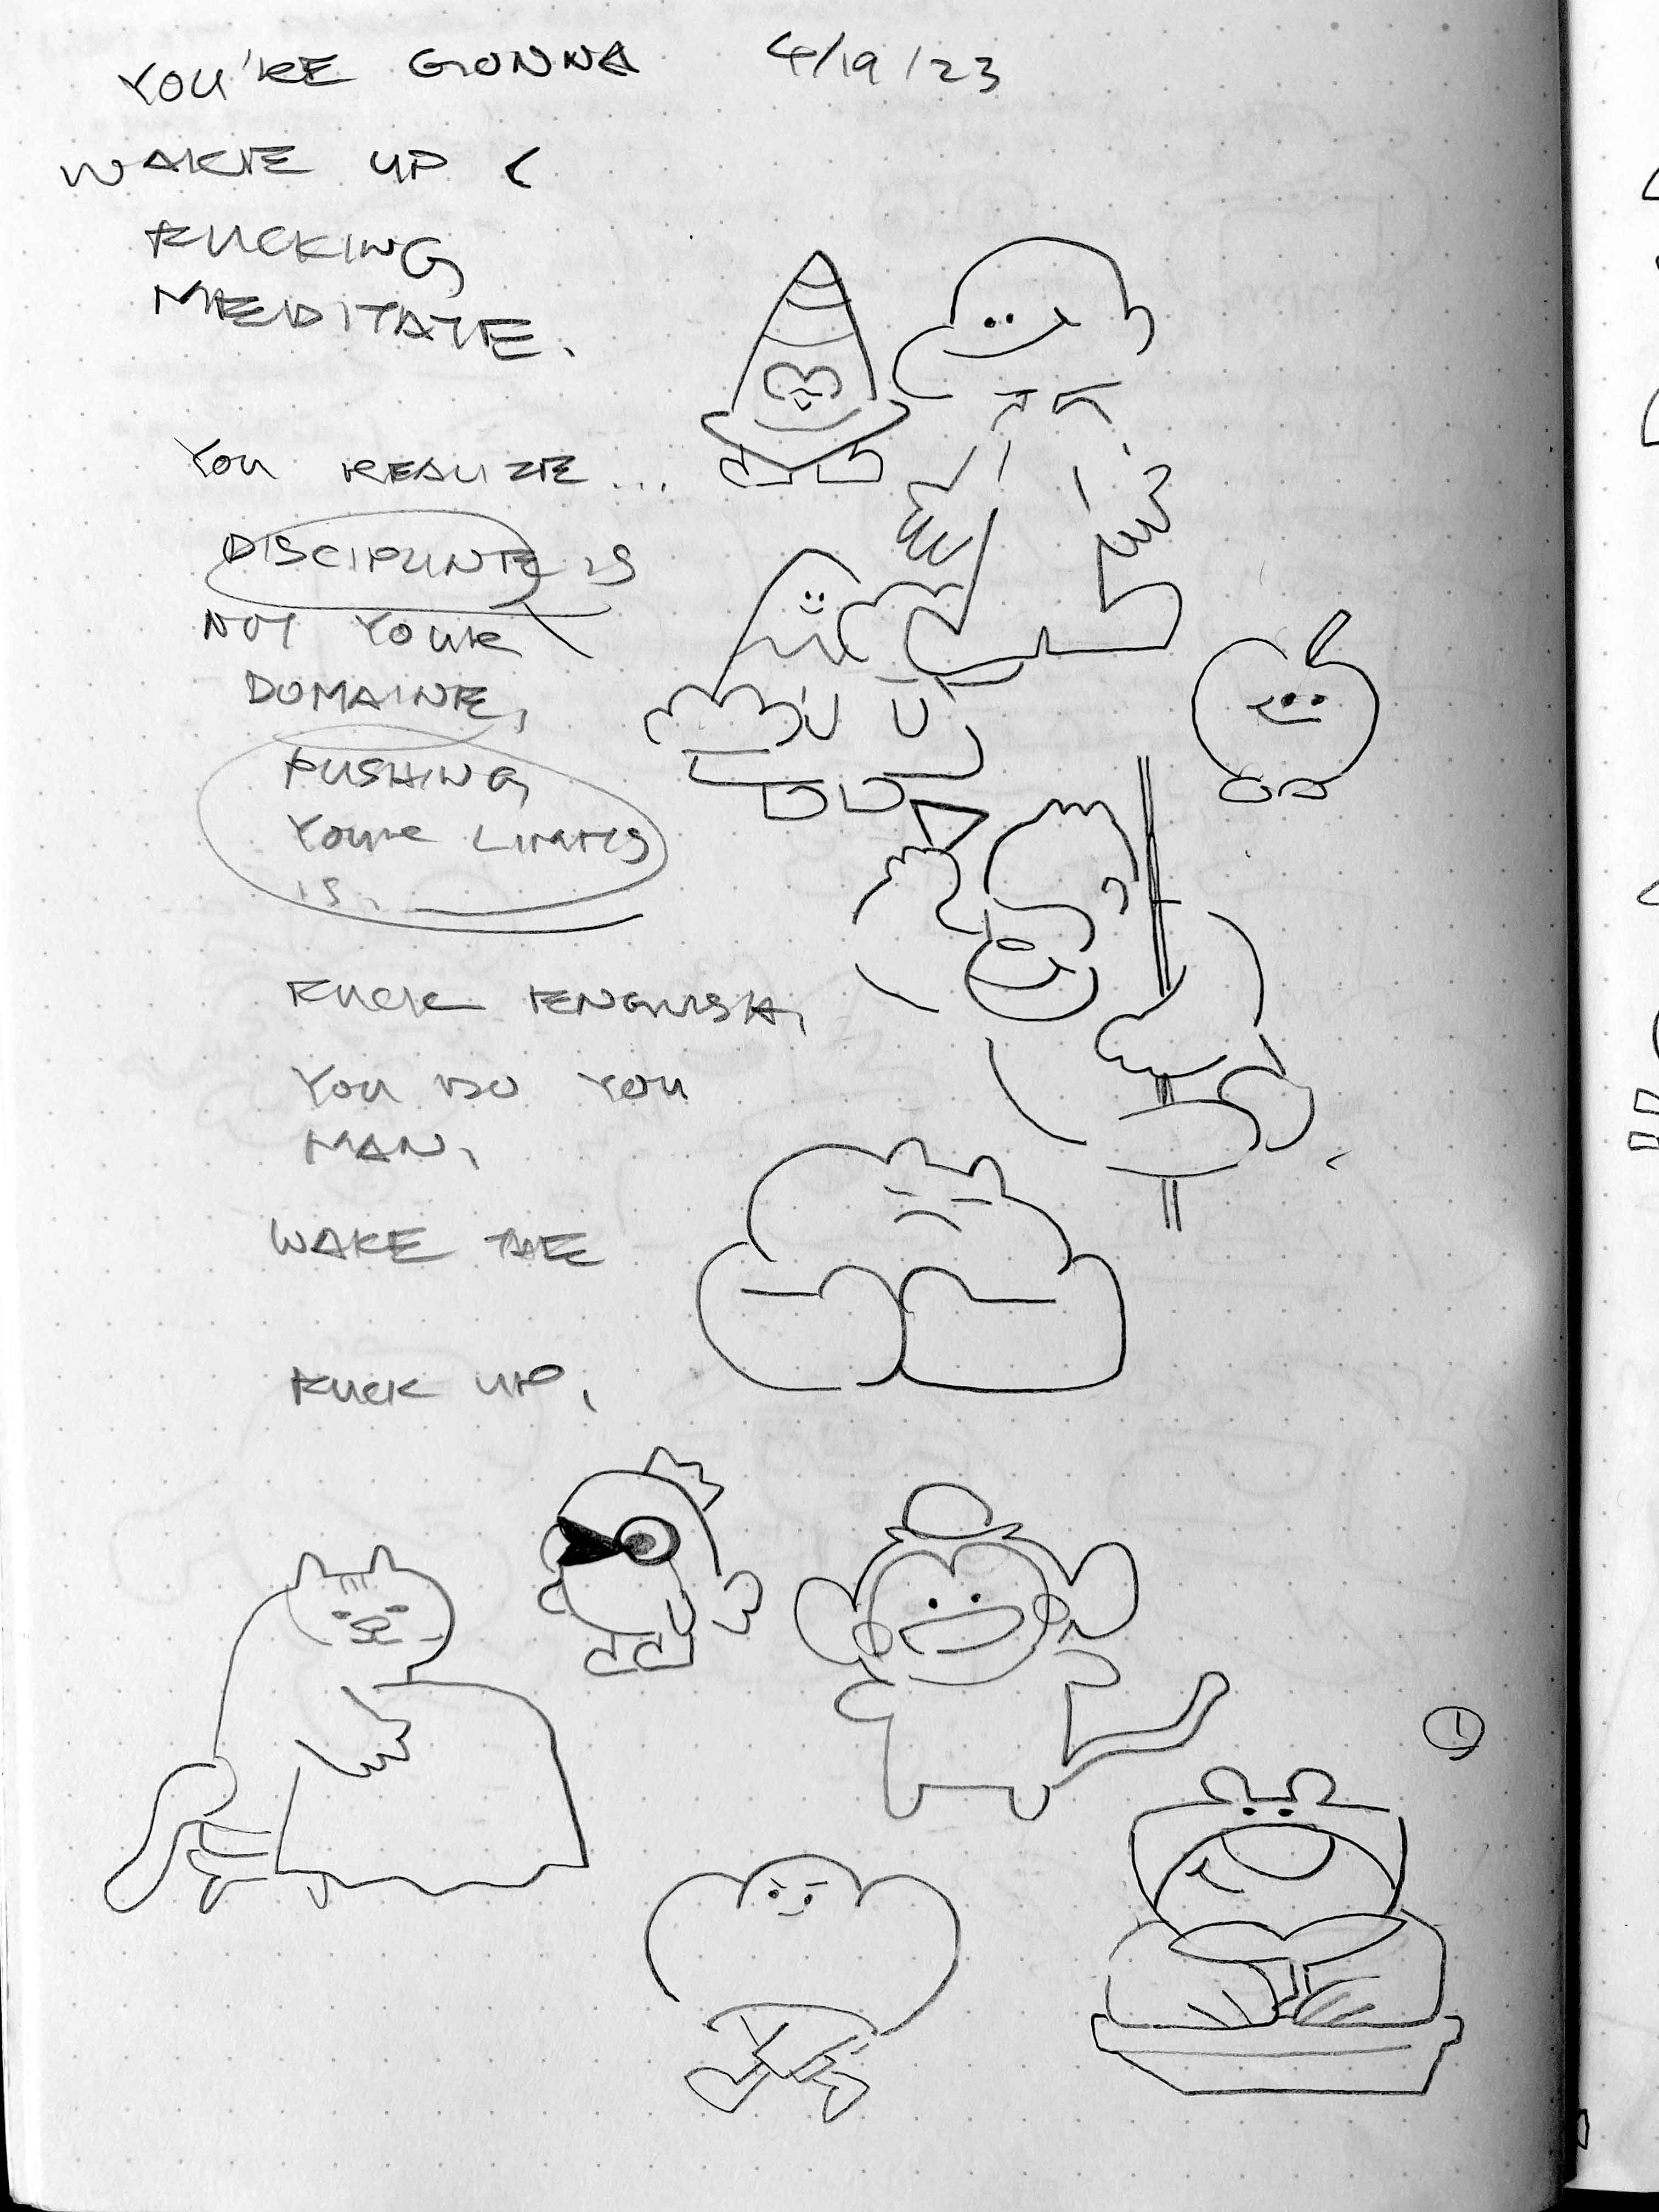 YOU'RE GONNA 4/19/23
WAKE UP &
FUCKING
MEDITATE.
YOU REALIZE...
DISCIPLINE IS
NOT YOUR
DOMAINE,
PUSHING
YOUR LIMITS
IS.
FUCK ENGLISH,
YOU DO YOU
MAN,
WAKE THE
FUCK UP,
1